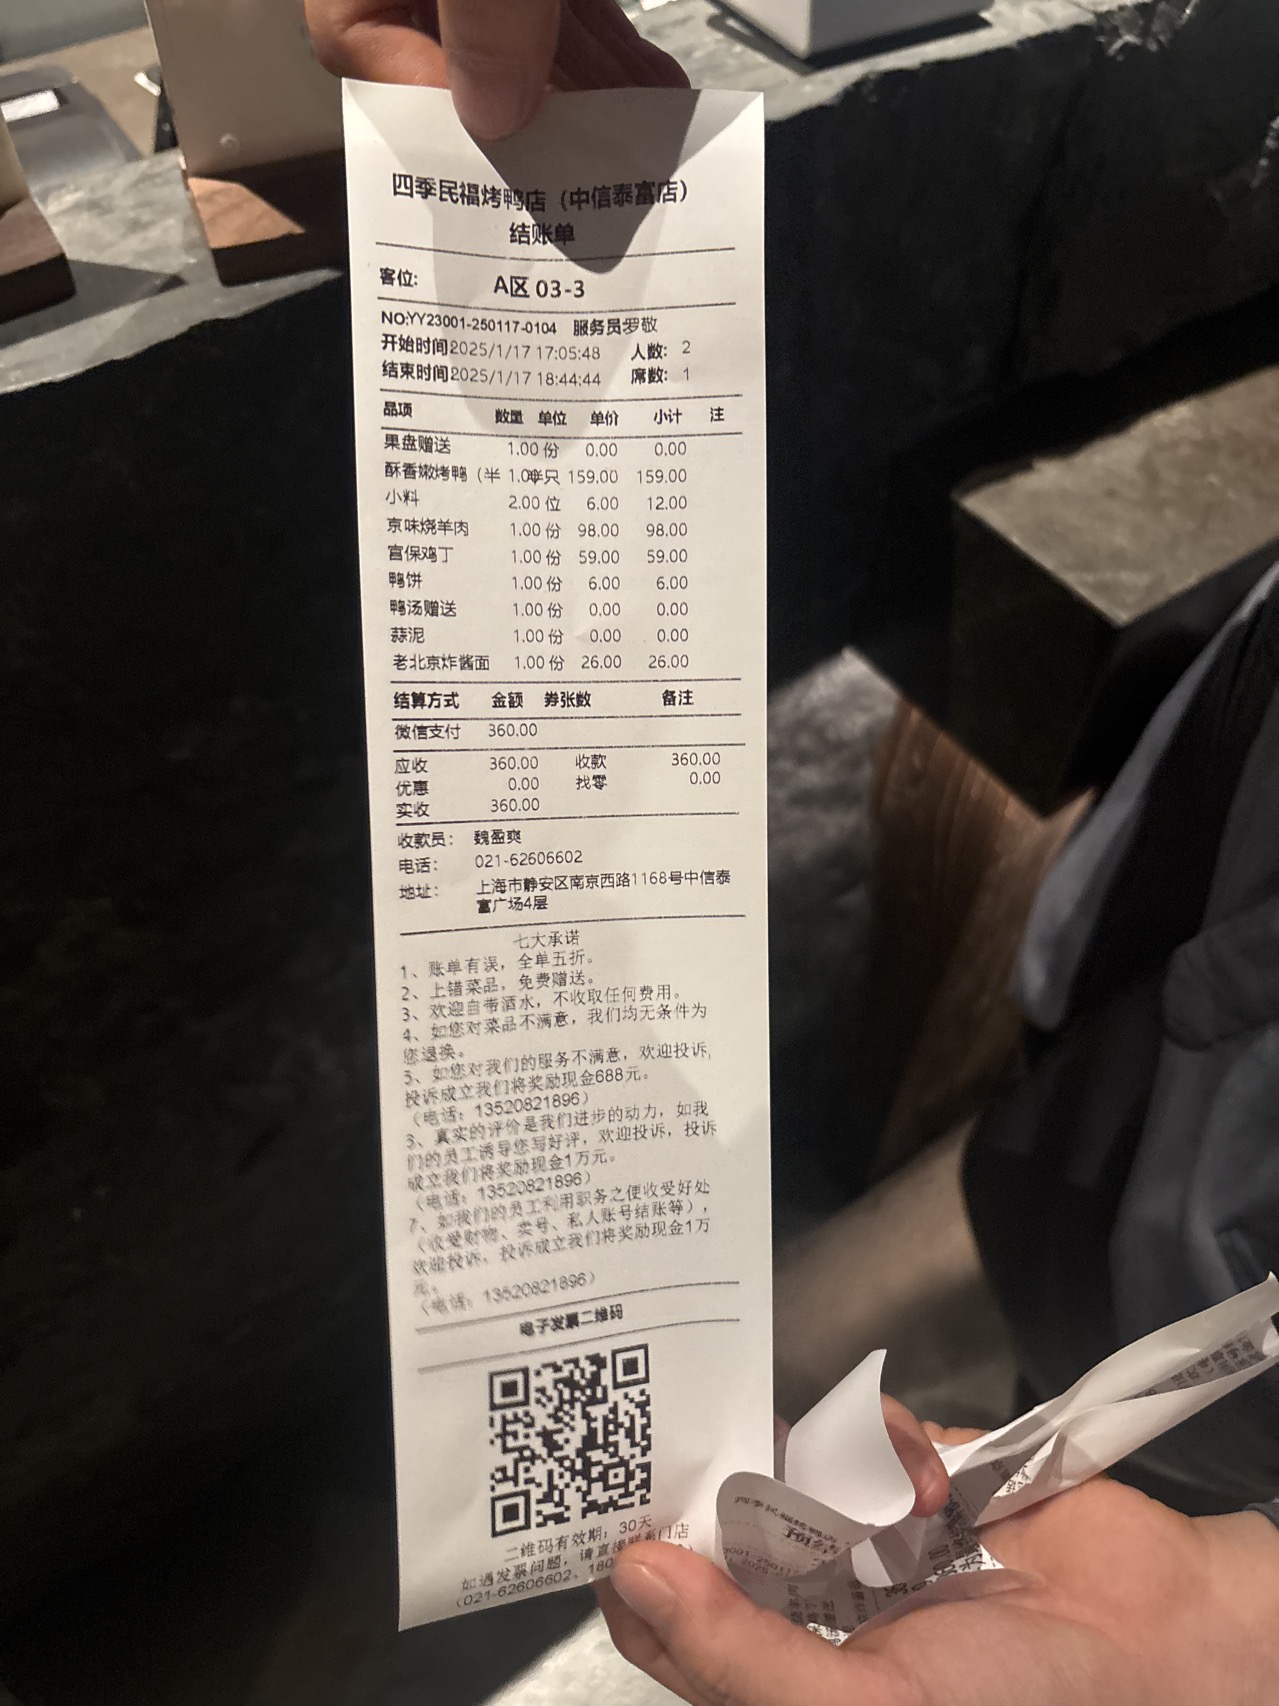 四季民福烤鸭店（中信泰富店）
结账单
客位: A区 03-3
NO:YY23001-250117-0104 服务员罗敬
开始时间2025/1/17 17:05:48 人数: 2
结束时间2025/1/17 18:44:44 席数: 1
品项 数量 单位 单价 小计 注
果盘赠送 1.00 份 0.00 0.00
酥香嫩烤鸭（半 1.00 半只 159.00 159.00
小料 2.00 位 6.00 12.00
京味烧羊肉 1.00 份 98.00 98.00
宫保鸡丁 1.00 份 59.00 59.00
鸭饼 1.00 份 6.00 6.00
鸭汤赠送 1.00 份 0.00 0.00
蒜泥 1.00 份 0.00 0.00
老北京炸酱面 1.00 份 26.00 26.00
结算方式 金额 券张数 备注
微信支付 360.00
应收 360.00 收款 360.00
优惠 0.00 找零 0.00
实收 360.00
收款员: 魏盈爽
电话: 021-62606602
地址: 上海市静安区南京西路1168号中信泰
富广场4层
七大承诺
1、账单有误，全单五折。
2、上错菜品，免费赠送。
3、欢迎自带酒水，不收取任何费用。
4、如您对菜品不满意，我们均无条件为
您退换。
5、如您对我们的服务不满意，欢迎投诉,
投诉成立我们将奖励现金688元。
（电话: 13520821896）
、真实的评价是我们进步的动力，如我
们的员工诱导您写好评，欢迎投诉，投诉
成立我们将奖励现金1万元。
（电话: 13520821896）
7、如我们的员工利用职务之便收受好处
（收受财物、卖号、私人账号结账等），
欢迎投诉，投诉成立我们将奖励现金1万
元。
（电话: 13520821896）
电子发票二维码
二维码有效期: 30天
如遇发票问题，请直接联系门店
（021-62606602、180